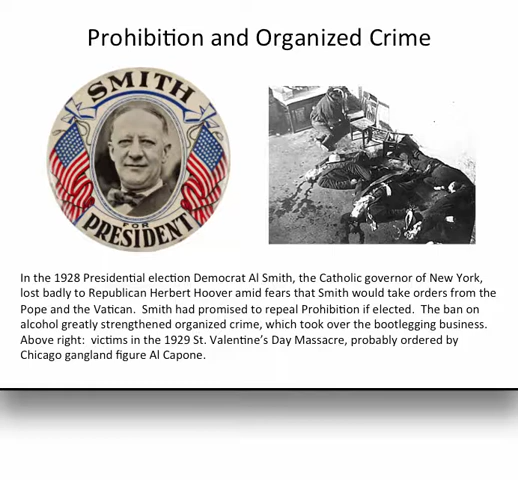 Prohibition and Organized Crime
SMITH
FOR
PRESIDENT
In the 1928 Presidential election Democrat Al Smith, the Catholic governor of New York,
lost badly to Republican Herbert Hoover amid fears that Smith would take orders from the
Pope and the Vatican.  Smith had promised to repeal Prohibition if elected.  The ban on
alcohol greatly strengthened organized crime, which took over the bootlegging business.
Above right:  victims in the 1929 St. Valentine's Day Massacre, probably ordered by
Chicago gangland figure Al Capone.